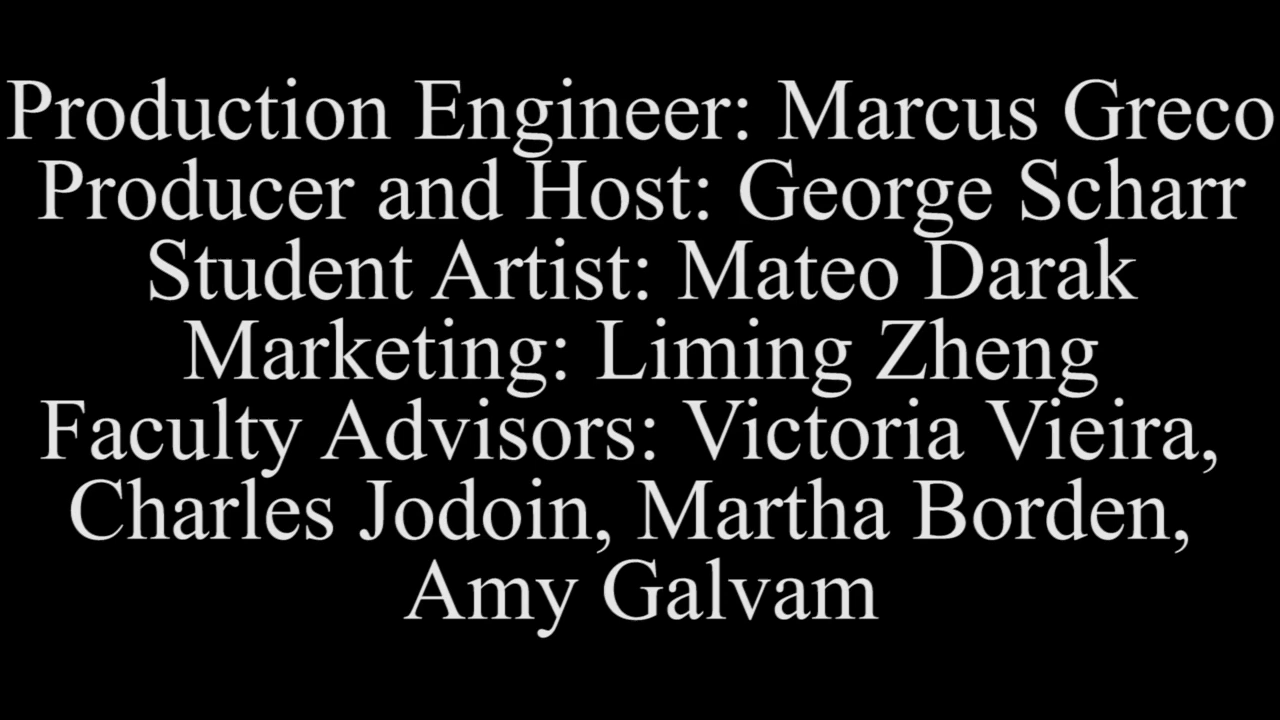 Production Engineer: Marcus Greco
Producer and Host: George Scharr
Student Artist: Mateo Darak
Marketing: Liming Zheng
Faculty Advisors: Victoria Vieira,
Charles Jodoin, Martha Borden,
Amy Galvam